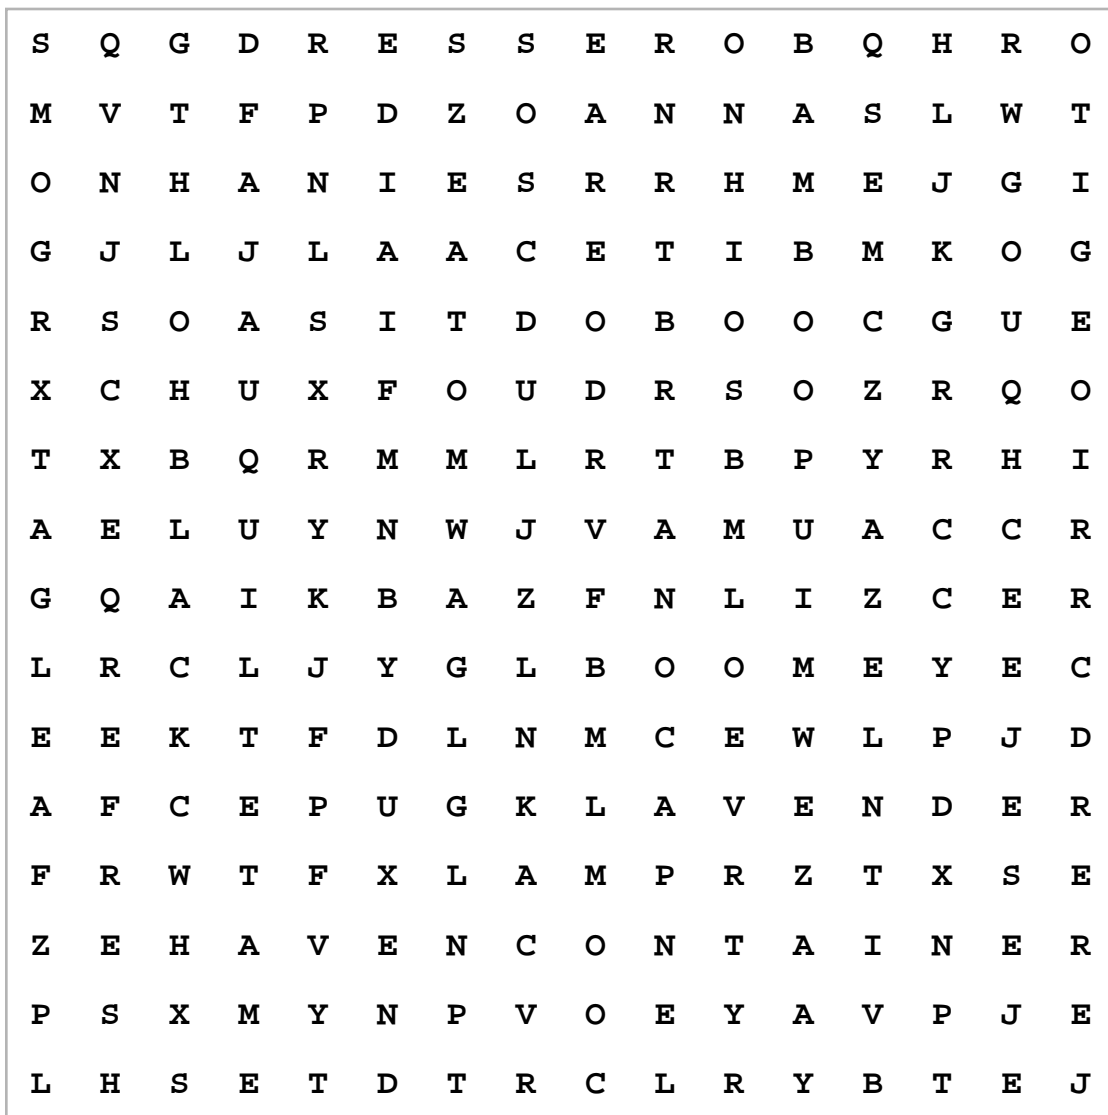 S Q G D R E S S E R O B Q H R O
M V T F P D Z O A N N A S L W T
O N H A N I E S R R H M E J G I
G J L J L A A C E T I B M K O G
R S O A S I T D O B O O C G U E
X C H U X F O U D R S O Z R Q O
T X B Q R M M L R T B P Y R H I
A E L U Y N W J V A M U A C C R
G Q A I K B A Z F N L I Z C E R
L R C L J Y G L B O O M E Y E C
E E K T F D L N M C E W L P J D
A F C E P U G K L A V E N D E R
F R W T F X L A M P R Z T X S E
Z E H A V E N C O N T A I N E R
P S X M Y N P V O E Y A V P J E
L H S E T D T R C L R Y B T E J